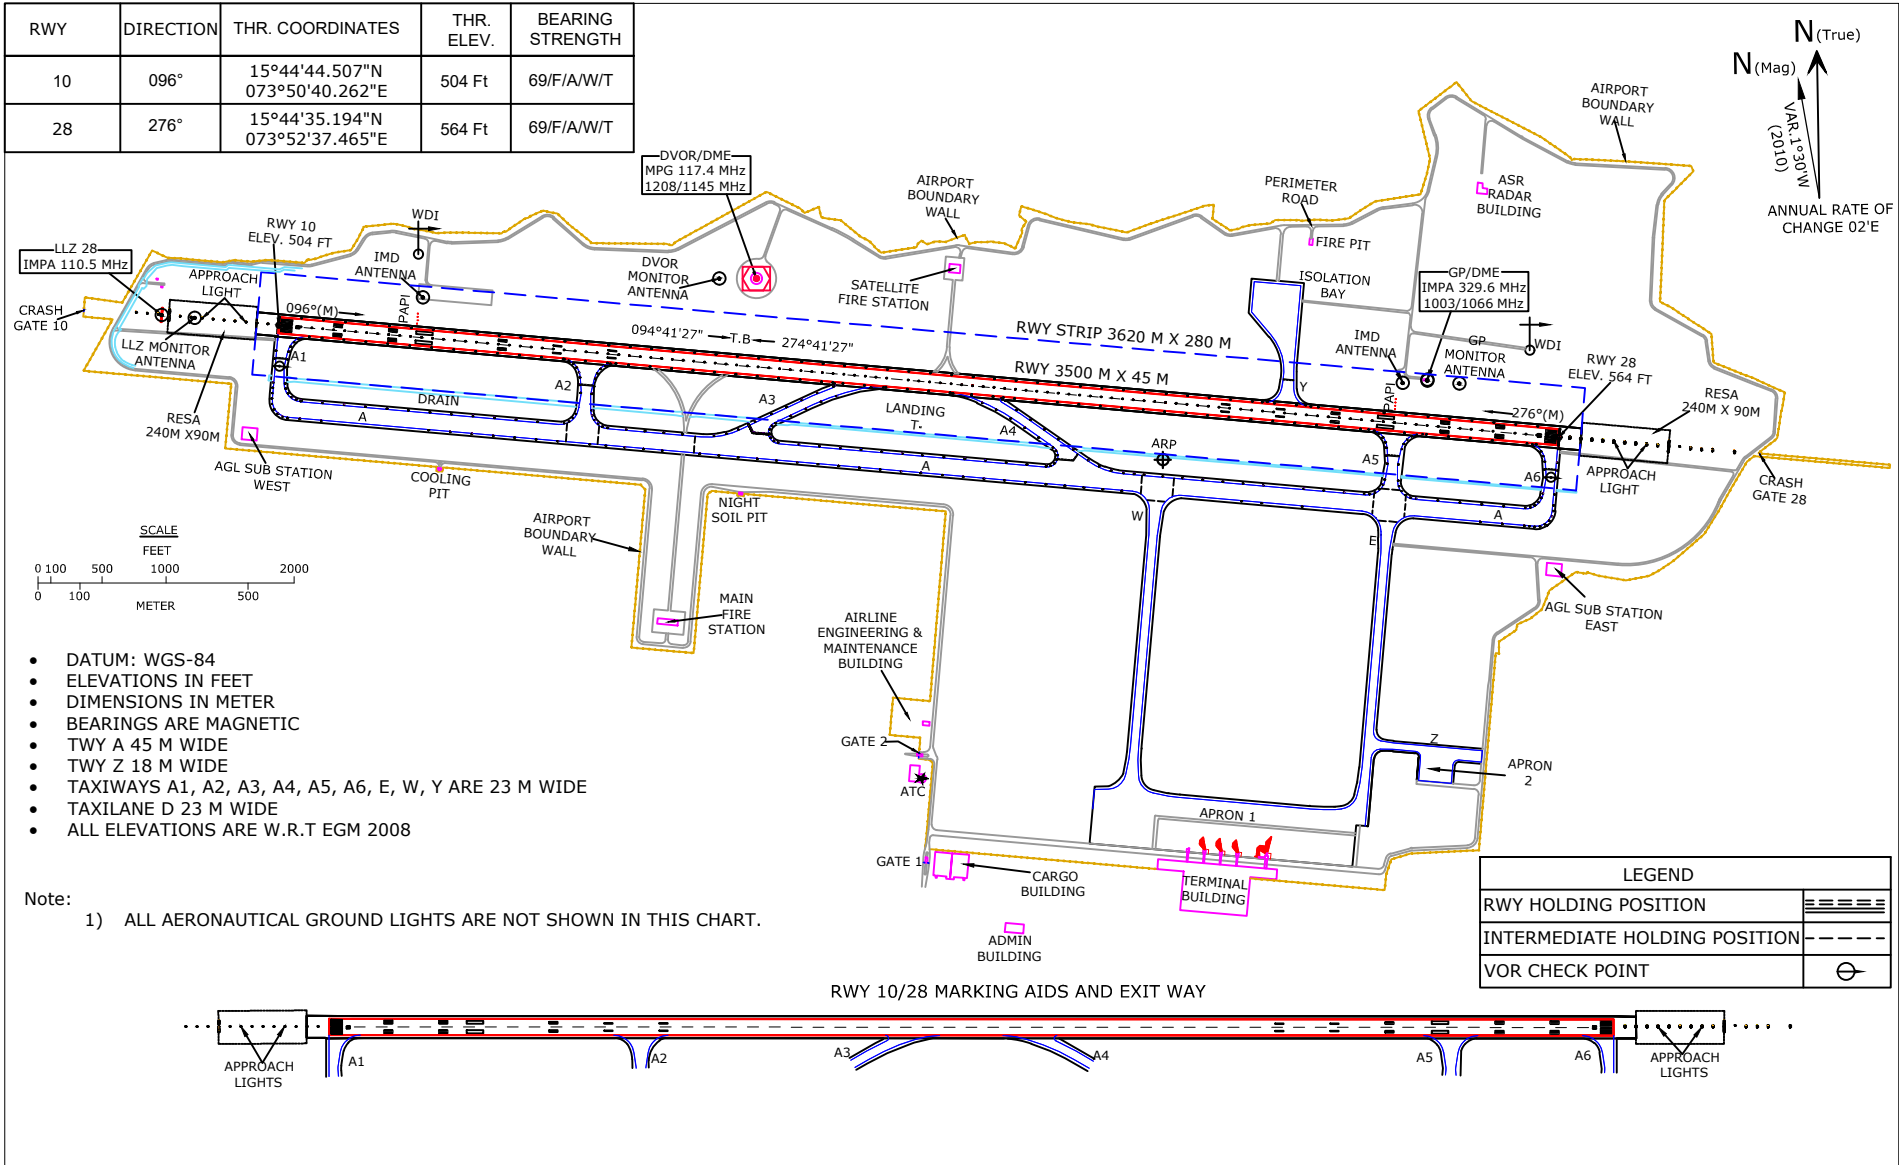 RWY DIRECTION THR. COORDINATES THR. ELEV. BEARING STRENGTH
10 096° 15°44'44.507"N 073°50'40.262"E 504 Ft 69/F/A/W/T
28 276° 15°44'35.194"N 073°52'37.465"E 564 Ft 69/F/A/W/T
N(True)
N(Mag)
VAR.1°30'W
(2010)
ANNUAL RATE OF
CHANGE 02'E
AIRPORT
BOUNDARY
WALL
DVOR/DME
MPG 117.4 MHz
1208/1145 MHz
AIRPORT
BOUNDARY
WALL
PERIMETER
ROAD
ASR
RADAR
BUILDING
FIRE PIT
WDI
RWY 10
ELEV. 504 FT
LLZ 28
IMPA 110.5 MHz
APPROACH
LIGHT
IMD
ANTENNA
DVOR
MONITOR
ANTENNA
SATELLITE
FIRE STATION
ISOLATION
BAY
GP/DME
IMPA 329.6 MHz
1003/1066 MHz
CRASH
GATE 10
096°(M)
PAPI
LLZ MONITOR
ANTENNA
094°41'27"
T.B
274°41'27"
RWY STRIP 3620 M X 280 M
RWY 3500 M X 45 M
IMD
ANTENNA
GP
MONITOR
ANTENNA
WDI
RWY 28
ELEV. 564 FT
RESA
240M X 90M
A1
A2
A3
Y
PAPI
276°(M)
RESA
240M X90M
A
DRAIN
LANDING
T
A4
A
ARP
A5
A6
APPROACH
LIGHT
CRASH
GATE 28
AGL SUB STATION
WEST
COOLING
PIT
NIGHT
SOIL PIT
W
E
A
AIRPORT
BOUNDARY
WALL
SCALE
FEET
0 100 500 1000 2000
0 100 500
METER
MAIN
FIRE
STATION
AIRLINE
ENGINEERING &
MAINTENANCE
BUILDING
AGL SUB STATION
EAST
• DATUM: WGS-84
• ELEVATIONS IN FEET
• DIMENSIONS IN METER
• BEARINGS ARE MAGNETIC
• TWY A 45 M WIDE
• TWY Z 18 M WIDE
• TAXIWAYS A1, A2, A3, A4, A5, A6, E, W, Y ARE 23 M WIDE
• TAXILANE D 23 M WIDE
• ALL ELEVATIONS ARE W.R.T EGM 2008
GATE 2
ATC
Z
APRON
2
APRON 1
GATE 1
CARGO
BUILDING
TERMINAL
BUILDING
ADMIN
BUILDING
Note:
1) ALL AERONAUTICAL GROUND LIGHTS ARE NOT SHOWN IN THIS CHART.
LEGEND
RWY HOLDING POSITION
INTERMEDIATE HOLDING POSITION
VOR CHECK POINT
RWY 10/28 MARKING AIDS AND EXIT WAY
APPROACH
LIGHTS
A1
A2
A3
A4
A5
A6
APPROACH
LIGHTS